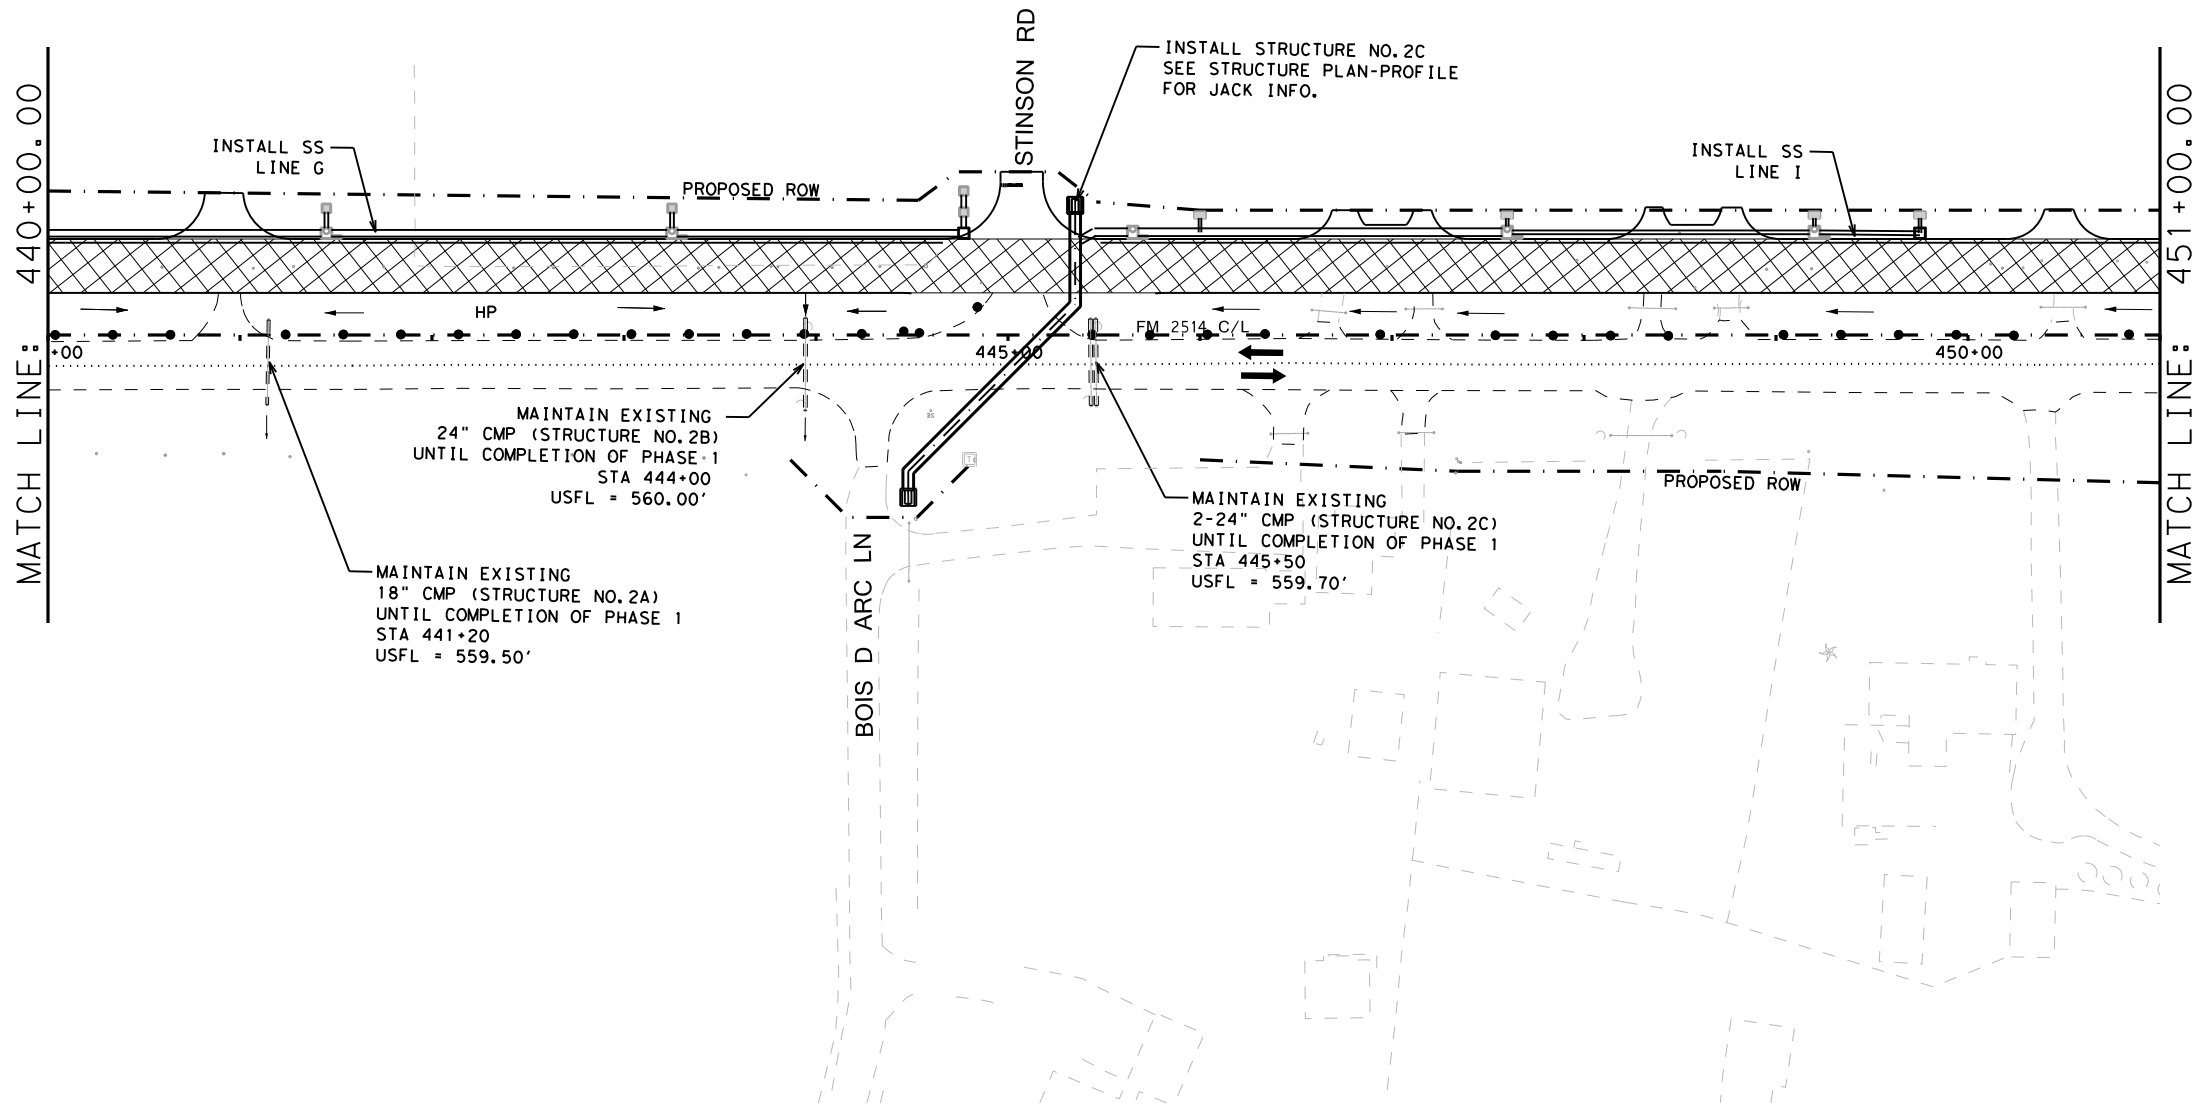 STINSON RD
INSTALL STRUCTURE NO.2C
SEE STRUCTURE PLAN-PROFILE
FOR JACK INFO.
MATCH LINE: 440+00.00
MATCH LINE: 451+00.00
INSTALL SS
LINE G
INSTALL SS
LINE I
PROPOSED ROW
HP
FM 2514 C/L
+00
445+00
450+00
MAINTAIN EXISTING
24" CMP (STRUCTURE NO.2B)
UNTIL COMPLETION OF PHASE 1
STA 444+00
USFL = 560.00'
PROPOSED ROW
MAINTAIN EXISTING
2-24" CMP (STRUCTURE NO.2C)
UNTIL COMPLETION OF PHASE 1
STA 445+50
USFL = 559.70'
MAINTAIN EXISTING
18" CMP (STRUCTURE NO.2A)
UNTIL COMPLETION OF PHASE 1
STA 441+20
USFL = 559.50'
BOIS D ARC LN